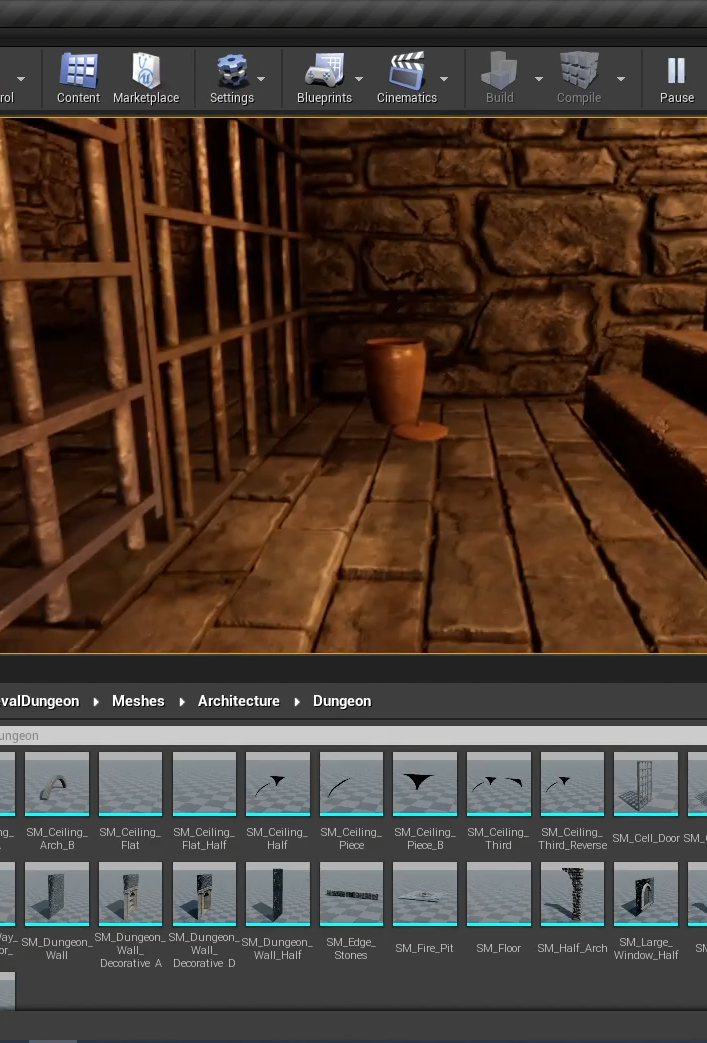 rol Content Marketplace Settings Blueprints Cinematics Build Compile Pause
valDungeon Meshes Architecture Dungeon
ungeon
SM_Ceiling_
Arch_B
SM_Ceiling_
Flat
SM_Ceiling_
Flat_Half
SM_Ceiling_
Half
SM_Ceiling_
Piece
SM_Ceiling_
Piece_B
SM_Ceiling_
Third
SM_Ceiling_
Third_Reverse
SM_Cell_Door
SM_Dungeon_
Wall
SM_Dungeon_
Wall_
Decorative_A
SM_Dungeon_
Wall_
Decorative_D
SM_Dungeon_
Wall_Half
SM_Edge_
Stones
SM_Fire_Pit
SM_Floor
SM_Half_Arch
SM_Large_
Window_Half